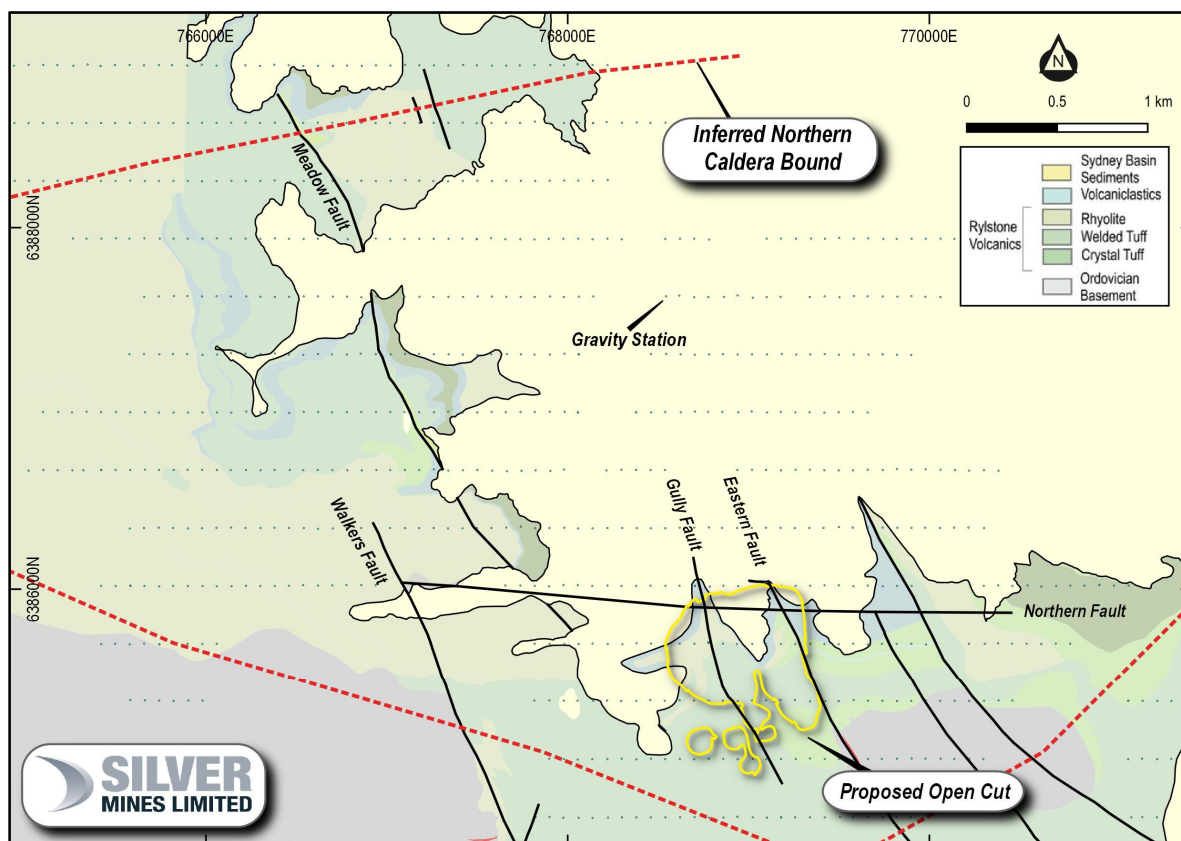 766000E
768000E
770000E
N
0
0.5
1 km
Inferred Northern
Caldera Bound
Sydney Basin
Sediments
Volcaniclastics
Rhyolite
Rylstone
Volcanics
Welded Tuff
Crystal Tuff
Ordovician
Basement
Meadow Fault
6388000N
Gravity Station
Walkers Fault
Gully Fault
Eastern Fault
6386000N
Northern Fault
Proposed Open Cut
SILVER
MINES LIMITED